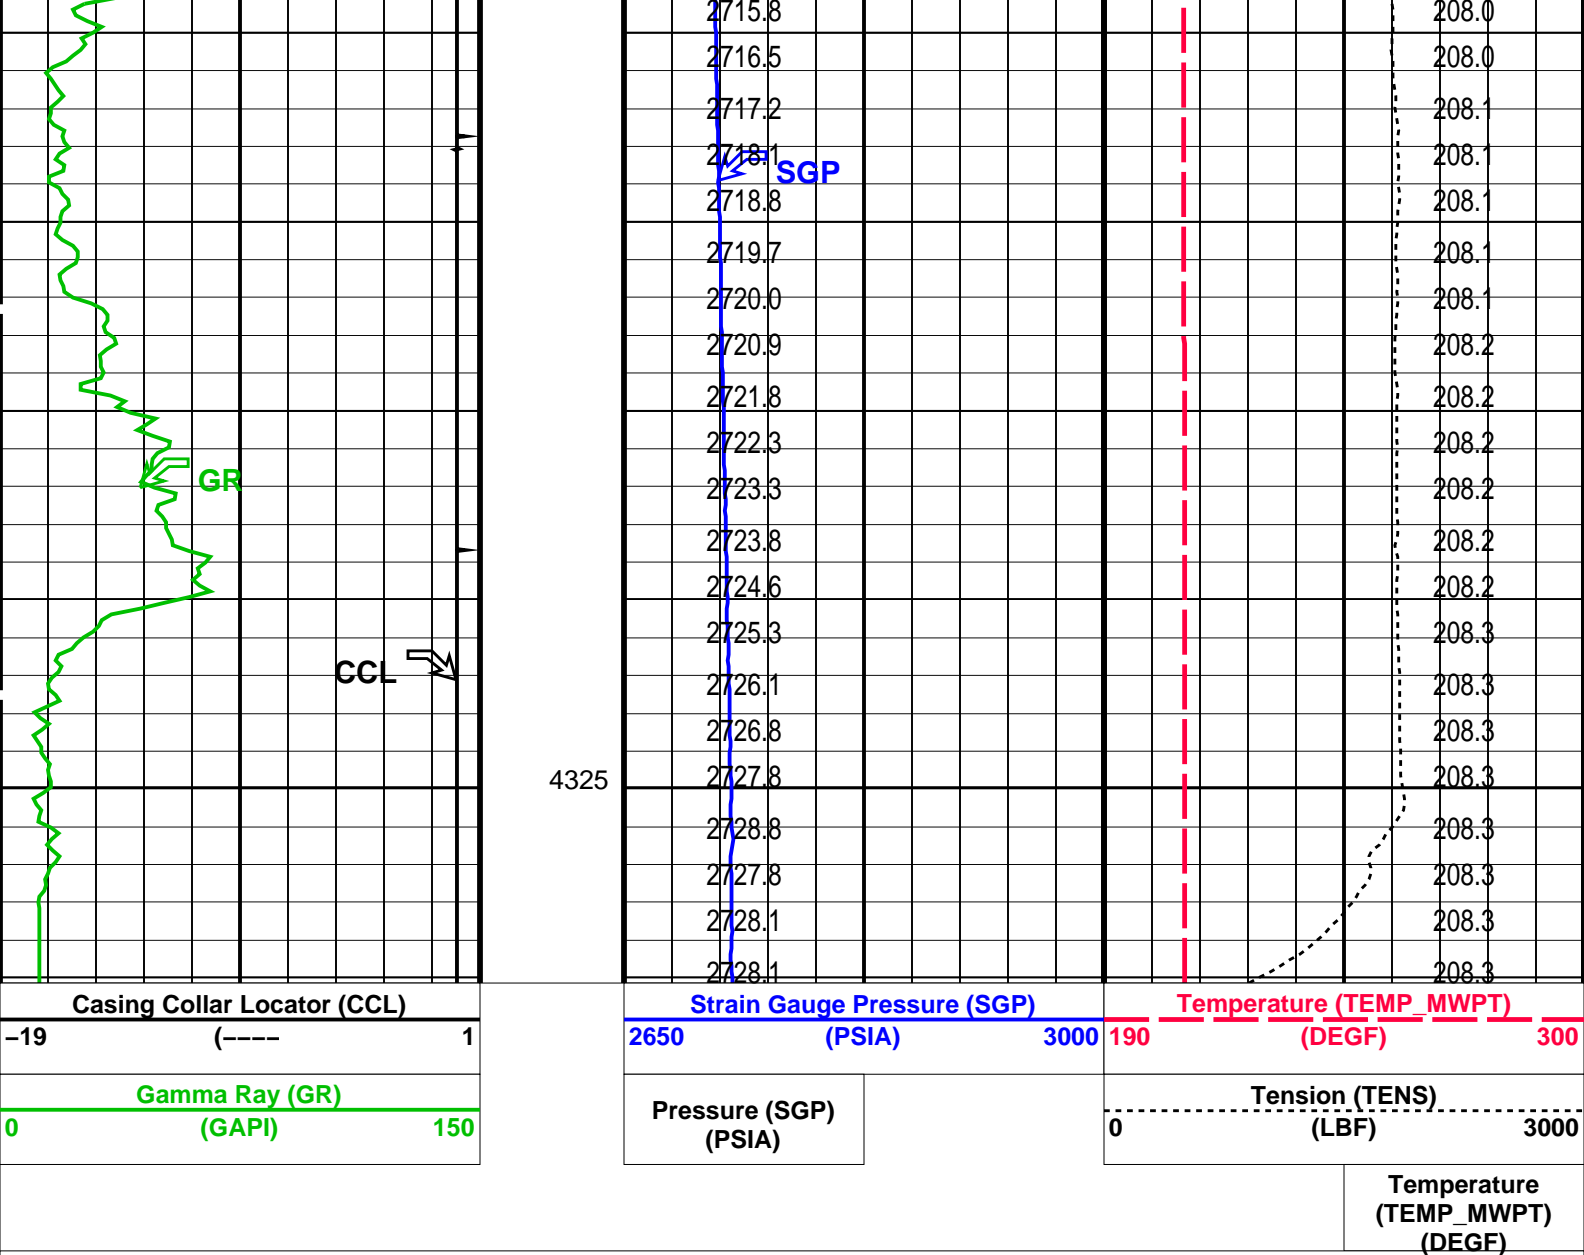 2715.8 208.0
2716.5 208.0
2717.2 208.1
2718.1 208.1
SGP
2718.8 208.1
2719.7 208.1
2720.0 208.1
2720.9 208.2
2721.8 208.2
2722.3 208.2
GR
2723.3 208.2
2723.8 208.2
2724.6 208.2
2725.3 208.3
CCL
2726.1 208.3
2726.8 208.3
4325 2727.8 208.3
2728.8 208.3
2727.8 208.3
2728.1 208.3
2728.1 208.3
Casing Collar Locator (CCL)
−19 (−−−− 1
Gamma Ray (GR)
0 (GAPI) 150
Strain Gauge Pressure (SGP)
2650 (PSIA) 3000
Pressure (SGP)
(PSIA)
Temperature (TEMP_MWPT)
190 (DEGF) 300
Tension (TENS)
0 (LBF) 3000
Temperature
(TEMP_MWPT)
(DEGF)